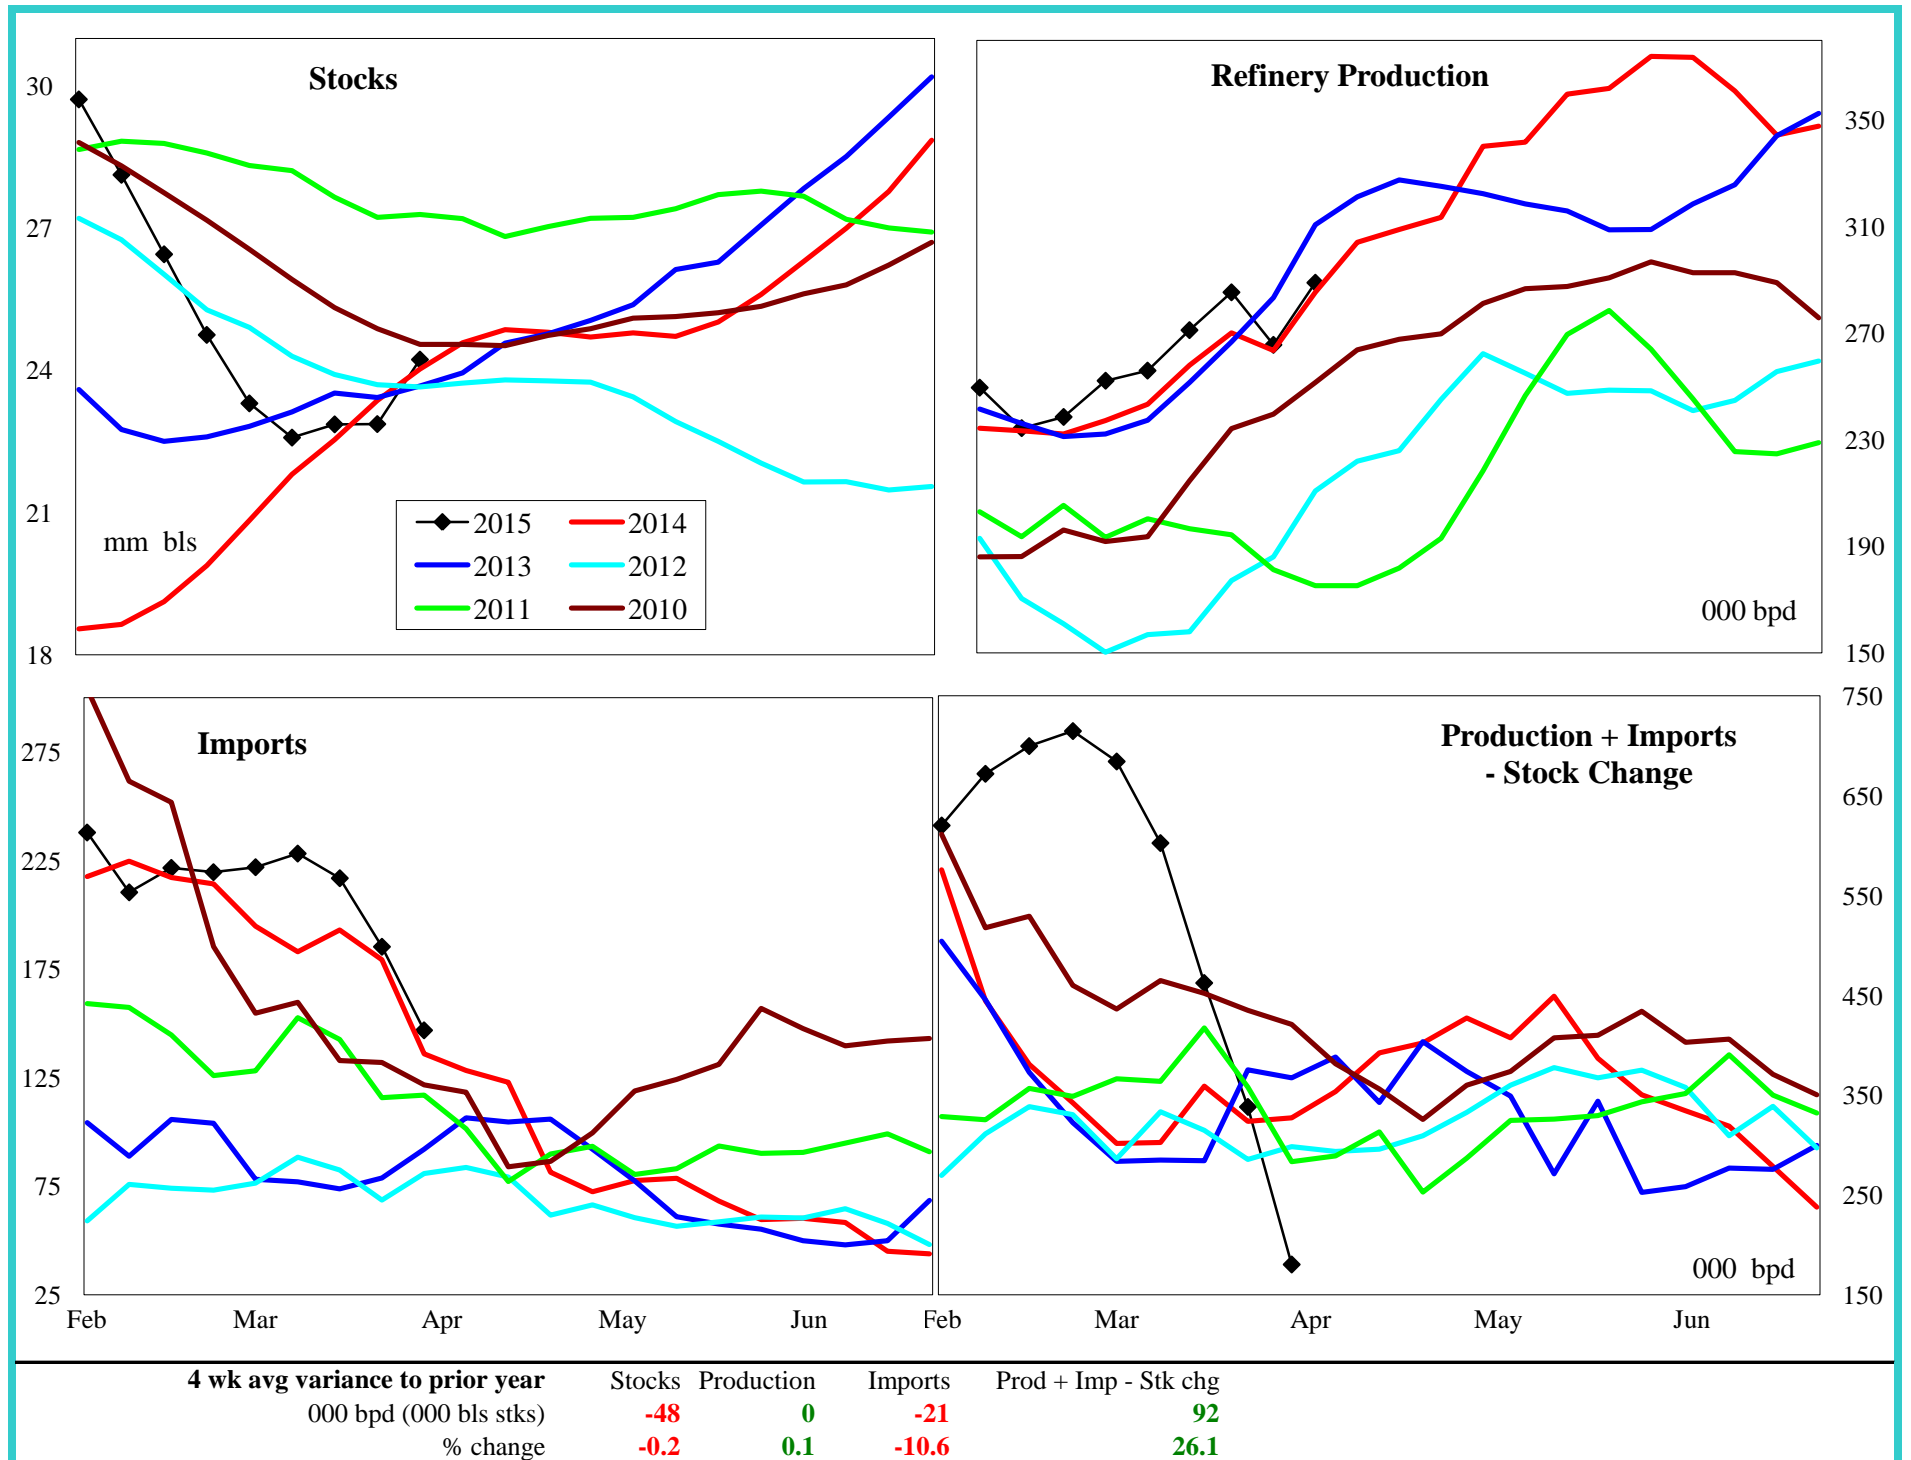 Stocks
30
27
24
21
18
mm bls
2015
2014
2013
2012
2011
2010
Refinery Production
350
310
270
230
190
150
000 bpd
Imports
275
225
175
125
75
25
Feb Mar Apr May Jun
Production + Imports
- Stock Change
750
650
550
450
350
250
150
000 bpd
Feb Mar Apr May Jun
4 wk avg variance to prior year Stocks Production Imports Prod + Imp - Stk chg
000 bpd (000 bls stks) -48 0 -21 92
% change -0.2 0.1 -10.6 26.1